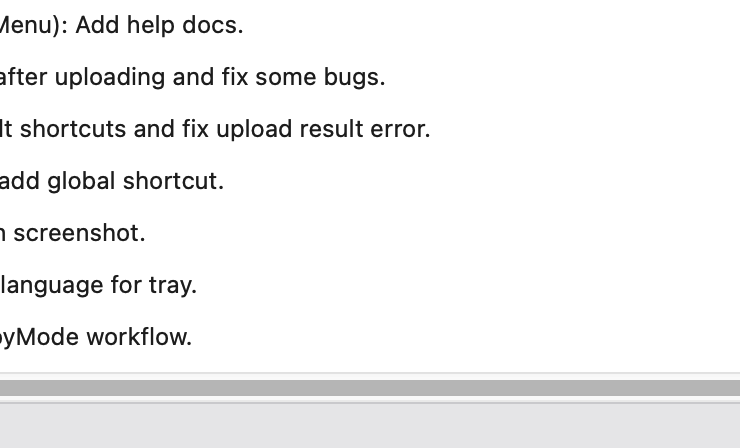 Menu): Add help docs.
after uploading and fix some bugs.
lt shortcuts and fix upload result error.
add global shortcut.
screenshot.
language for tray.
pyMode workflow.